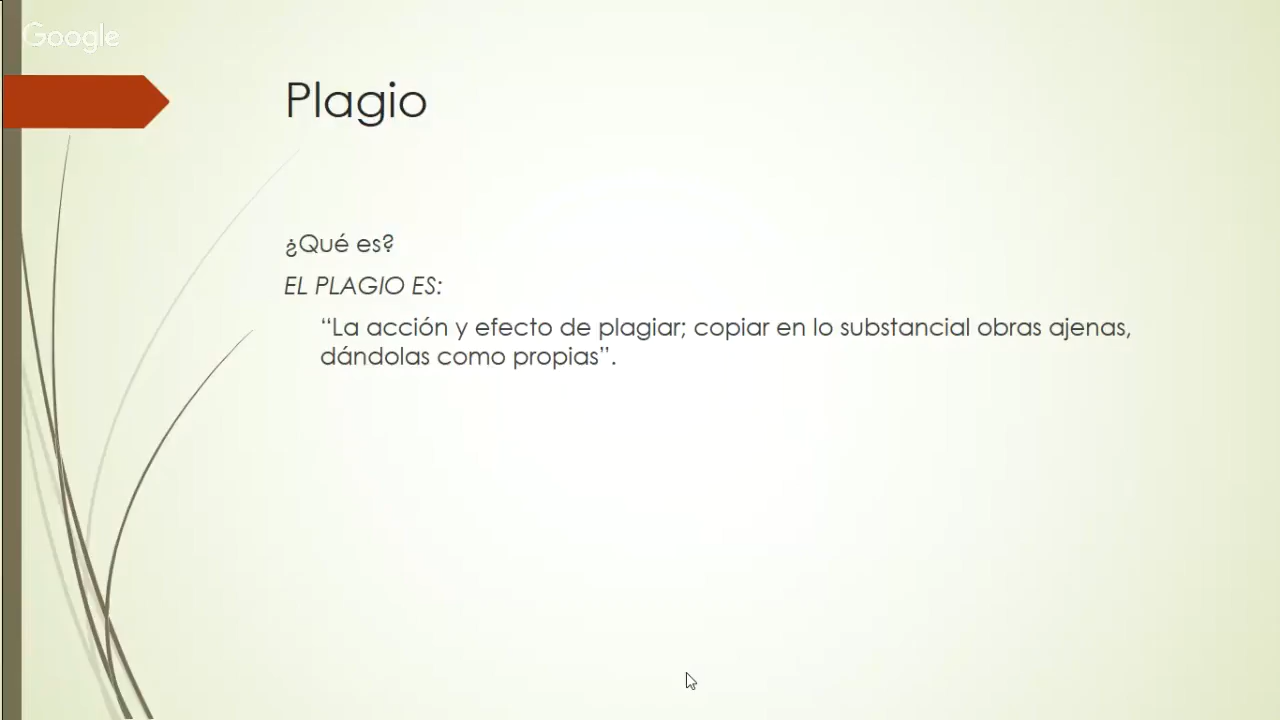 Google
Plagio
¿Qué es?
EL PLAGIO ES:
“La acción y efecto de plagiar; copiar en lo substancial obras ajenas,
dándolas como propias”.